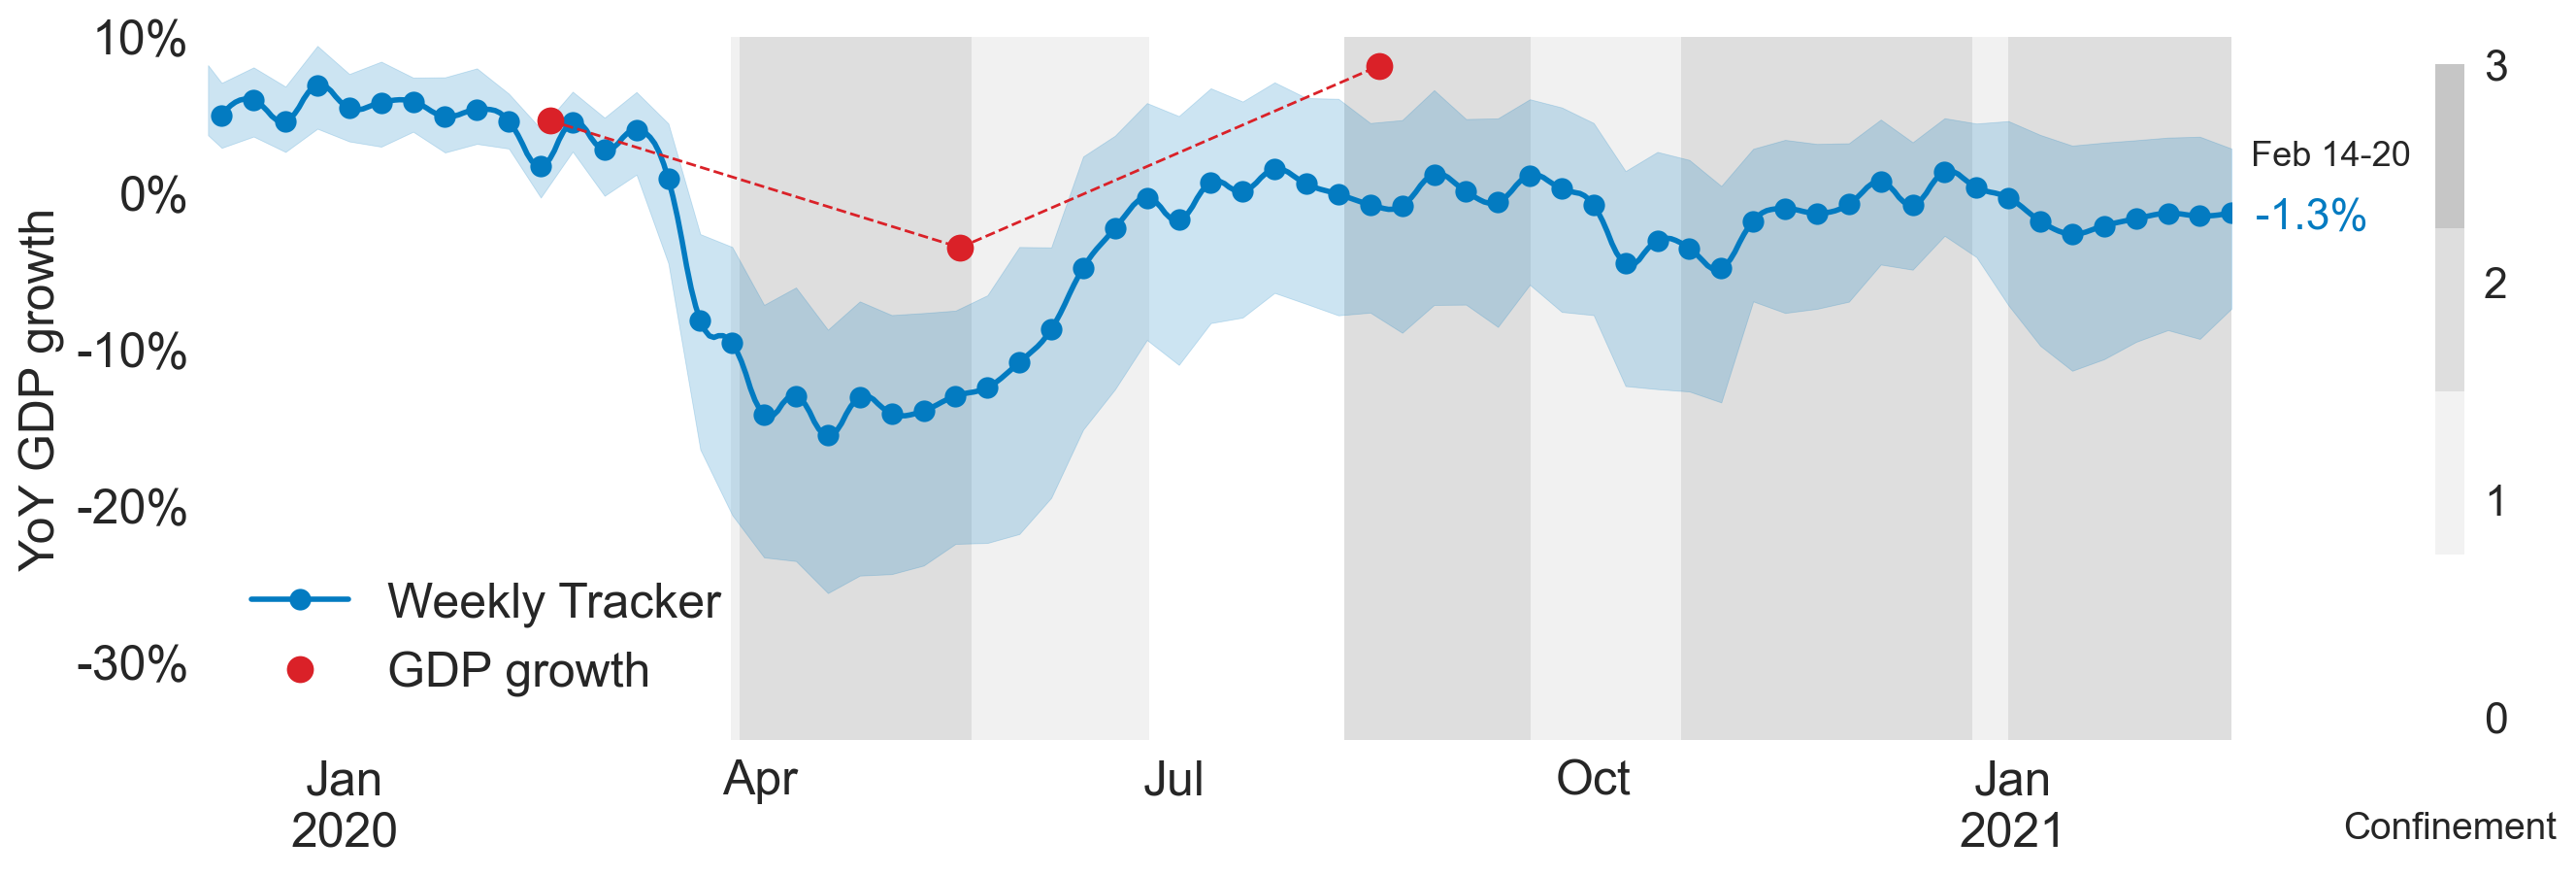 YoY GDP growth
10%
0%
-10%
-20%
-30%
Weekly Tracker
GDP growth
Jan
2020
Apr
Jul
Oct
Jan
2021
Feb 14-20
-1.3%
3
2
1
0
Confinement